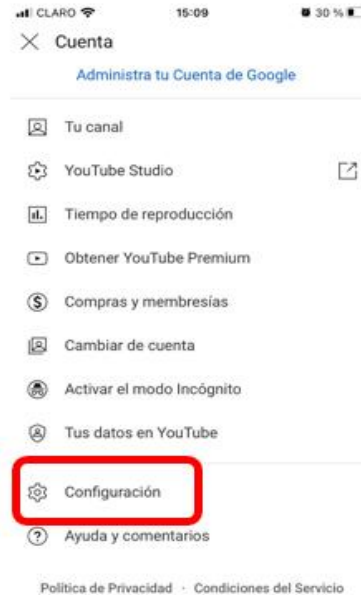 CLARO 15:09 30 %
Cuenta
Administra tu Cuenta de Google
Tu canal
YouTube Studio
Tiempo de reproducción
Obtener YouTube Premium
Compras y membresías
Cambiar de cuenta
Activar el modo Incógnito
Tus datos en YouTube
Configuración
Ayuda y comentarios
Política de Privacidad · Condiciones del Servicio